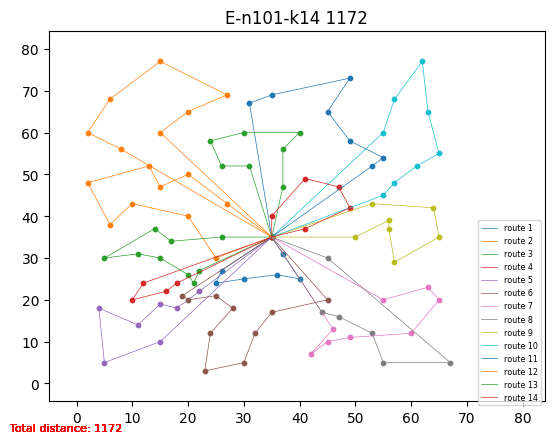 E-n101-k14 1172
80
70
60
50
40
30
20
10
0
0 10 20 30 40 50 60 70 80
route 1
route 2
route 3
route 4
route 5
route 6
route 7
route 8
route 9
route 10
route 11
route 12
route 13
route 14
Total distance: 1172